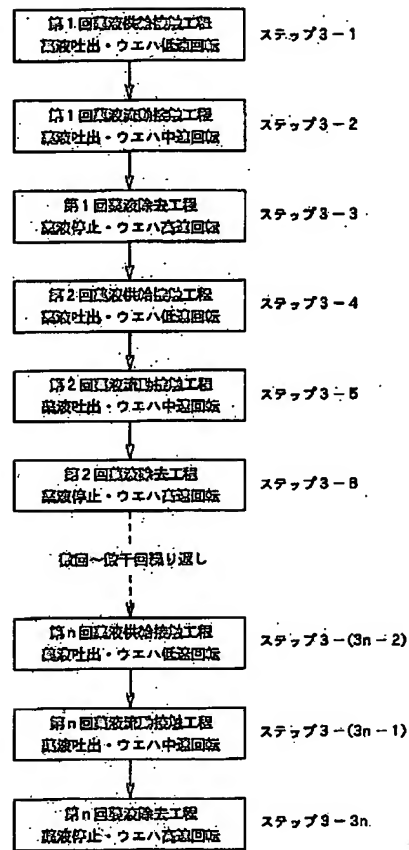 第1回薬液供給接触工程
薬液吐出・ウエハ低速回転
ステップ3-1
第1回薬液流動接触工程
薬液吐出・ウエハ中速回転
ステップ3-2
第1回薬液除去工程
薬液停止・ウエハ高速回転
ステップ3-3
第2回薬液供給接触工程
薬液吐出・ウエハ低速回転
ステップ3-4
第2回薬液流動接触工程
薬液吐出・ウエハ中速回転
ステップ3-5
第2回薬液除去工程
薬液停止・ウエハ高速回転
ステップ3-6
数回~数千回繰り返し
第n回薬液供給接触工程
薬液吐出・ウエハ低速回転
ステップ3-(3n-2)
第n回薬液流動接触工程
薬液吐出・ウエハ中速回転
ステップ3-(3n-1)
第n回薬液除去工程
薬液停止・ウエハ高速回転
ステップ3-3n